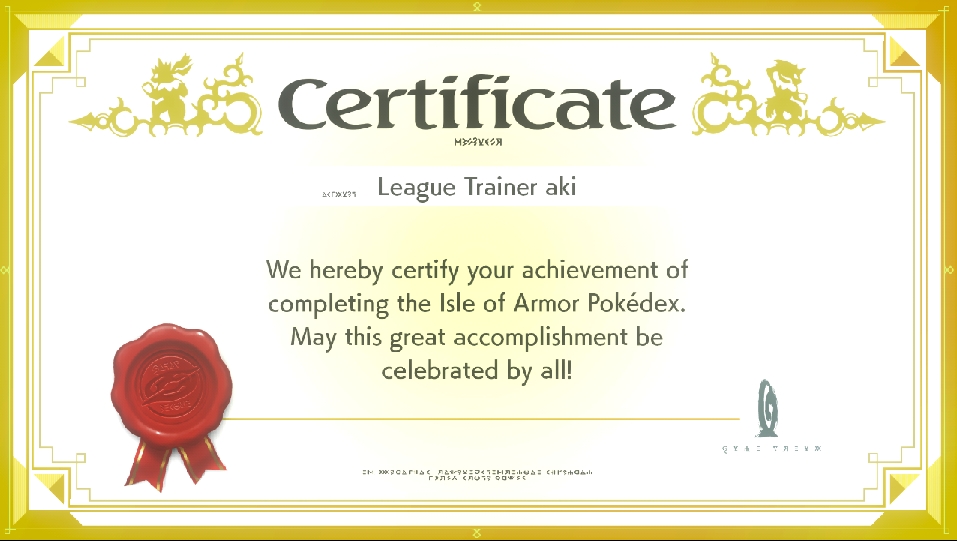 Certificate
League Trainer aki
We hereby certify your achievement of
completing the Isle of Armor Pokédex.
May this great accomplishment be
celebrated by all!